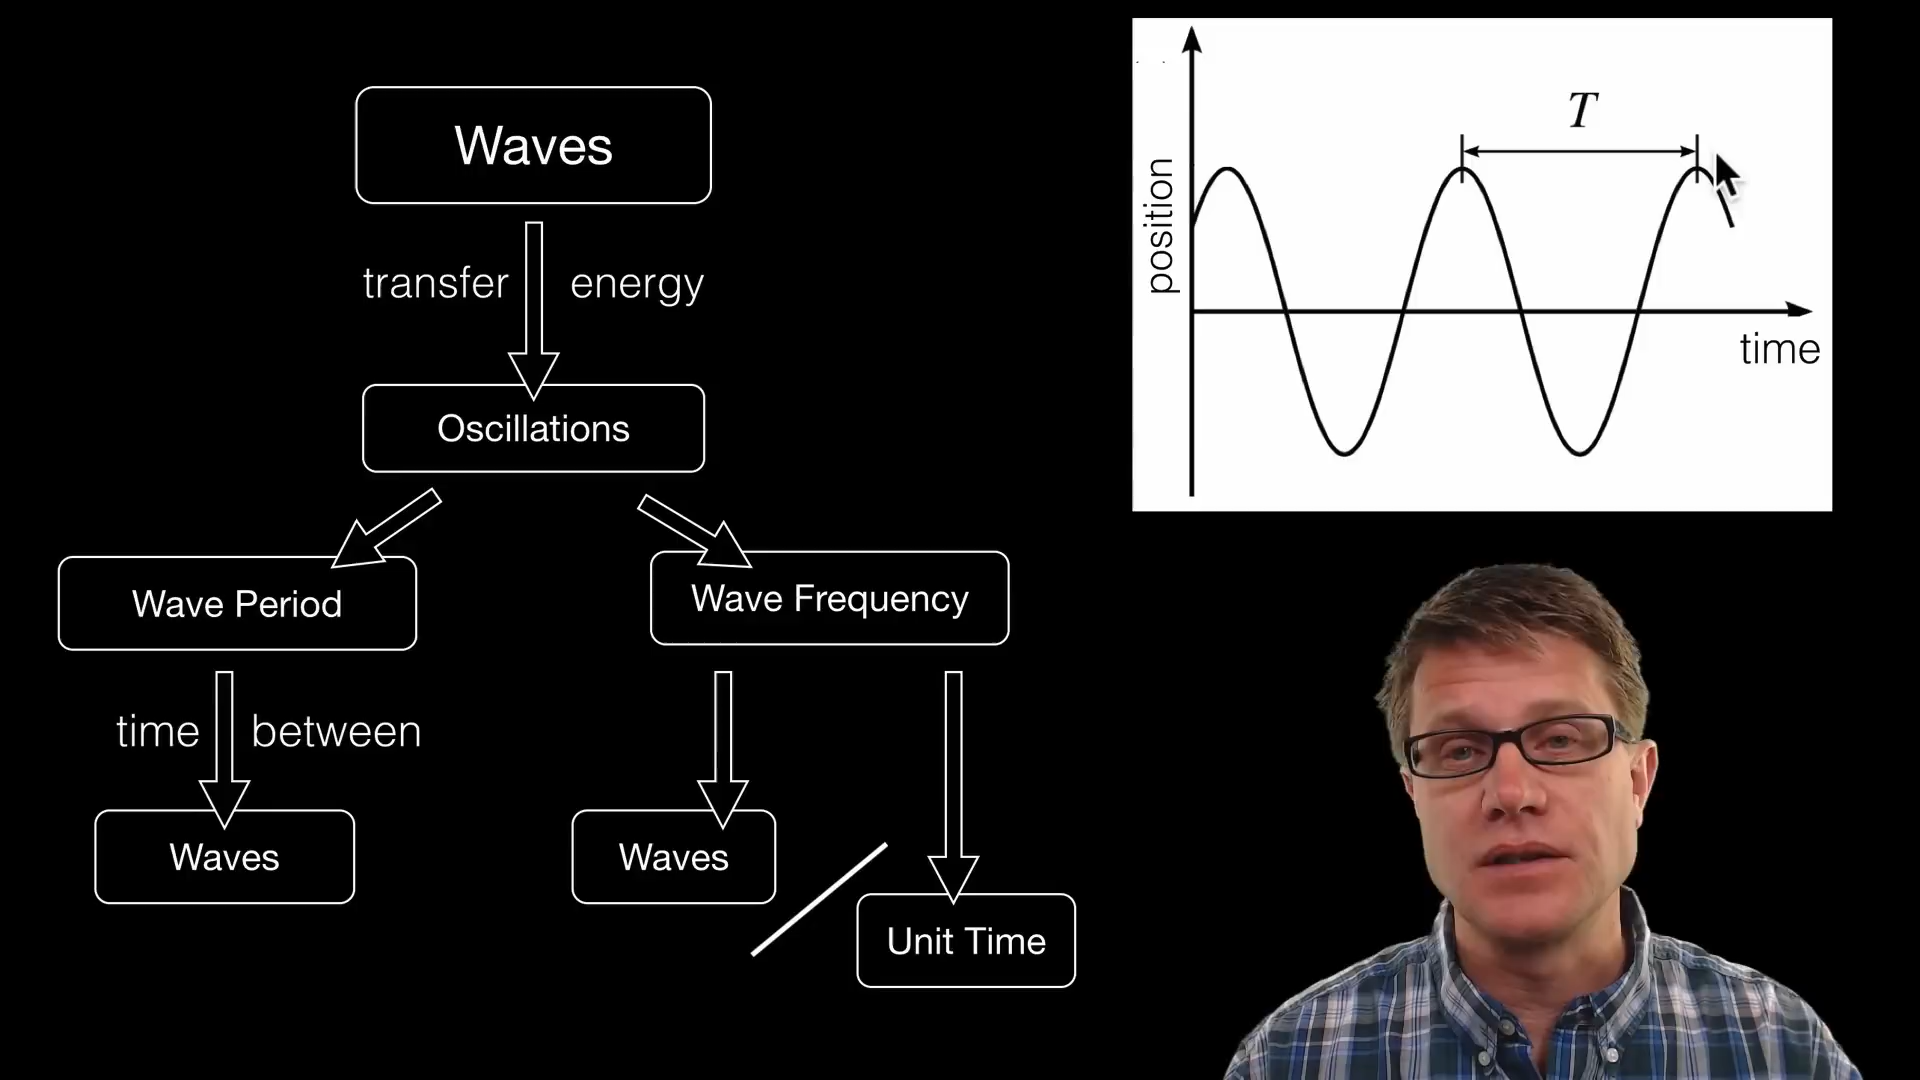 Waves
transfer energy
Oscillations
Wave Period
Wave Frequency
time between
Waves
Waves
Unit Time
T
position
time